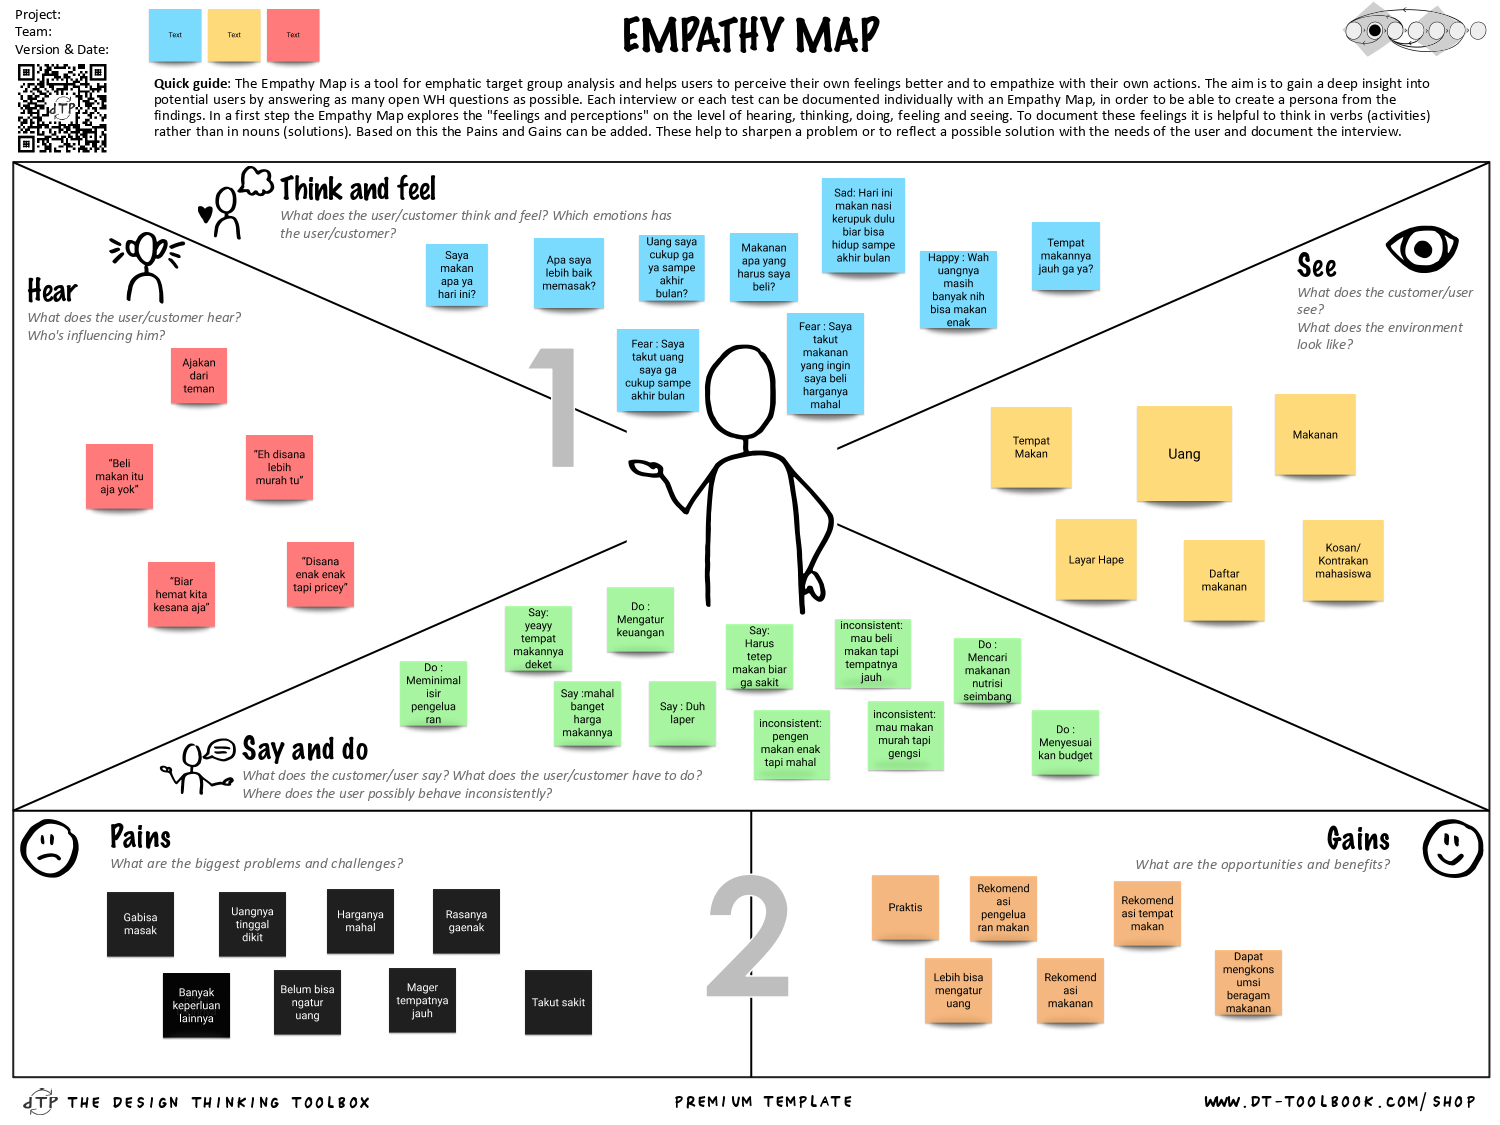 Project:
Team:
Version & Date:
Text
Text
Text
EMPATHY MAP
dTP
Quick guide: The Empathy Map is a tool for emphatic target group analysis and helps users to perceive their own feelings better and to empathize with their own actions. The aim is to gain a deep insight into
potential users by answering as many open WH questions as possible. Each interview or each test can be documented individually with an Empathy Map, in order to be able to create a persona from the
findings. In a first step the Empathy Map explores the "feelings and perceptions" on the level of hearing, thinking, doing, feeling and seeing. To document these feelings it is helpful to think in verbs (activities)
rather than in nouns (solutions). Based on this the Pains and Gains can be added. These help to sharpen a problem or to reflect a possible solution with the needs of the user and document the interview.
Think and feel
What does the user/customer think and feel? Which emotions has
the user/customer?
Saya
makan
apa ya
hari ini?
Apa saya
lebih baik
memasak?
Uang saya
cukup ga
ya sampe
akhir
bulan?
Makanan
apa yang
harus saya
beli?
Sad: Hari ini
makan nasi
kerupuk dulu
biar bisa
hidup sampe
akhir bulan
Happy : Wah
uangnya
masih
banyak nih
bisa makan
enak
Tempat
makannya
jauh ga ya?
Fear : Saya
takut uang
saya ga
cukup sampe
akhir bulan
Fear : Saya
takut
makanan
yang ingin
saya beli
harganya
mahal
1
Hear
What does the user/customer hear?
Who's influencing him?
Ajakan
dari
teman
“Beli
makan itu
aja yok”
“Eh disana
lebih
murah tu”
“Biar
hemat kita
kesana aja”
“Disana
enak enak
tapi pricey”
See
What does the customer/user
see?
What does the environment
look like?
Tempat
Makan
Uang
Makanan
Layar Hape
Daftar
makanan
Kosan/
Kontrakan
mahasiswa
Say and do
What does the customer/user say? What does the user/customer have to do?
Where does the user possibly behave inconsistently?
Do :
Meminimal
isir
pengelua
ran
Say:
yeayy
tempat
makannya
deket
Do :
Mengatur
keuangan
Say :mahal
banget
harga
makannya
Say : Duh
laper
Say:
Harus
tetep
makan biar
ga sakit
inconsistent:
pengen
makan enak
tapi mahal
inconsistent:
mau beli
makan tapi
tempatnya
jauh
inconsistent:
mau makan
murah tapi
gengsi
Do :
Mencari
makanan
nutrisi
seimbang
Do :
Menyesuai
kan budget
Pains
What are the biggest problems and challenges?
Gabisa
masak
Uangnya
tinggal
dikit
Harganya
mahal
Rasanya
gaenak
Banyak
keperluan
lainnya
Belum bisa
ngatur
uang
Mager
tempatnya
jauh
Takut sakit
2
Gains
What are the opportunities and benefits?
Praktis
Rekomend
asi
pengelua
ran makan
Rekomend
asi tempat
makan
Lebih bisa
mengatur
uang
Rekomend
asi
makanan
Dapat
mengkons
umsi
beragam
makanan
dTP THE DESIGN THINKING TOOLBOX
PREMIUM TEMPLATE
WWW.DT-TOOLBOOK.COM/SHOP